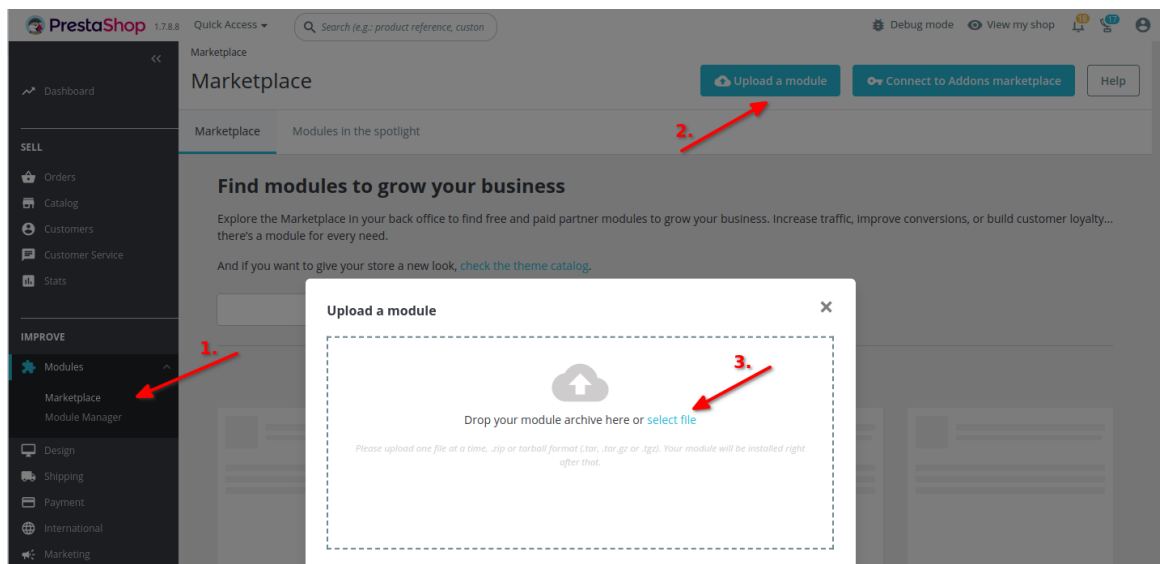 PrestaShop 1.7.8.8 Quick Access Search (e.g.: product reference, custon Debug mode View my shop 18 17
Marketplace
Marketplace
Upload a module
Connect to Addons marketplace
Help
Dashboard
Marketplace Modules in the spotlight
2.
SELL
Orders
Catalog
Customers
Customer Service
Stats
IMPROVE
Modules
Marketplace
Module Manager
Design
Shipping
Payment
International
Marketing
1.
Find modules to grow your business
Explore the Marketplace in your back office to find free and paid partner modules to grow your business. Increase traffic, improve conversions, or build customer loyalty...
there's a module for every need.
And if you want to give your store a new look, check the theme catalog.
Upload a module
3.
Drop your module archive here or select file
Please upload one file at a time, .zip or tarball format (.tar, .tar.gz or .tgz). Your module will be installed right
after that.